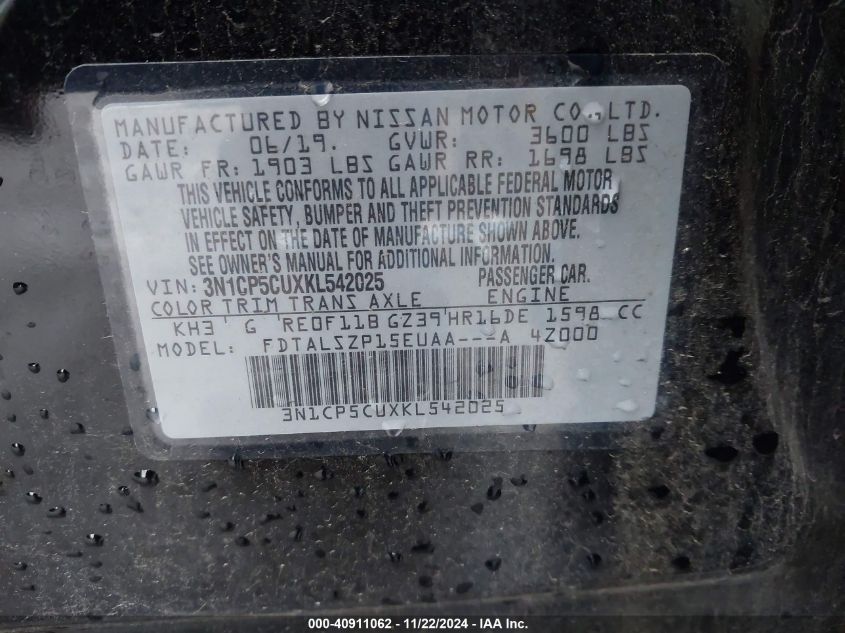 MANUFACTURED BY NISSAN MOTOR CO., LTD.
DATE: 06/19. GVWR: 3600 LBS
GAWR FR: 1903 LBS GAWR RR: 1698 LBS
THIS VEHICLE CONFORMS TO ALL APPLICABLE FEDERAL MOTOR
VEHICLE SAFETY, BUMPER AND THEFT PREVENTION STANDARDS
IN EFFECT ON THE DATE OF MANUFACTURE SHOWN ABOVE.
SEE OWNER'S MANUAL FOR ADDITIONAL INFORMATION.
VIN: 3N1CP5CUXKL542025 PASSENGER CAR.
COLOR TRIM TRANS AXLE ENGINE
KH3 G RE0F11B GZ39 HR16DE 1598 CC
MODEL: FDTALSZP15EUAA---A 4Z000
3N1CP5CUXKL542025
000-40911062 - 11/22/2024 - IAA Inc.